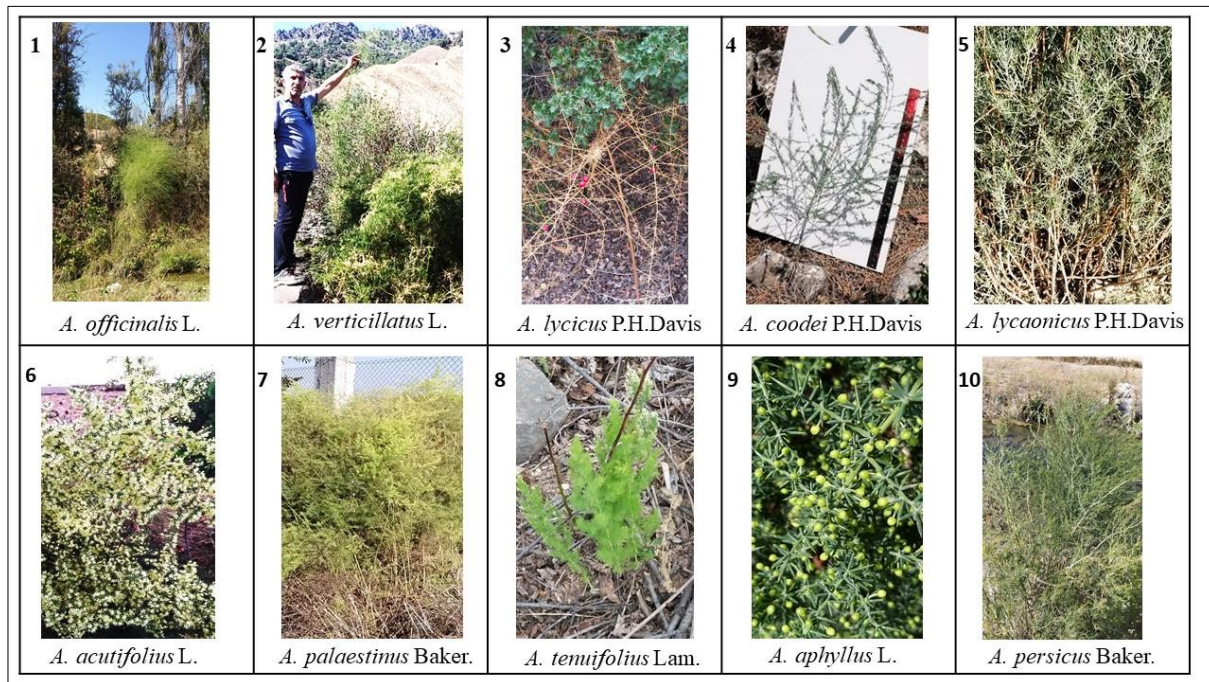 1
2
3
4
5
A. officinalis L.
A. verticillatus L.
A. lycicus P.H.Davis
A. coodei P.H.Davis
A. lycaonicus P.H.Davis
6
7
8
9
10
A. acutifolius L.
A. palaestinus Baker.
A. tenuifolius Lam.
A. aphyllus L.
A. persicus Baker.